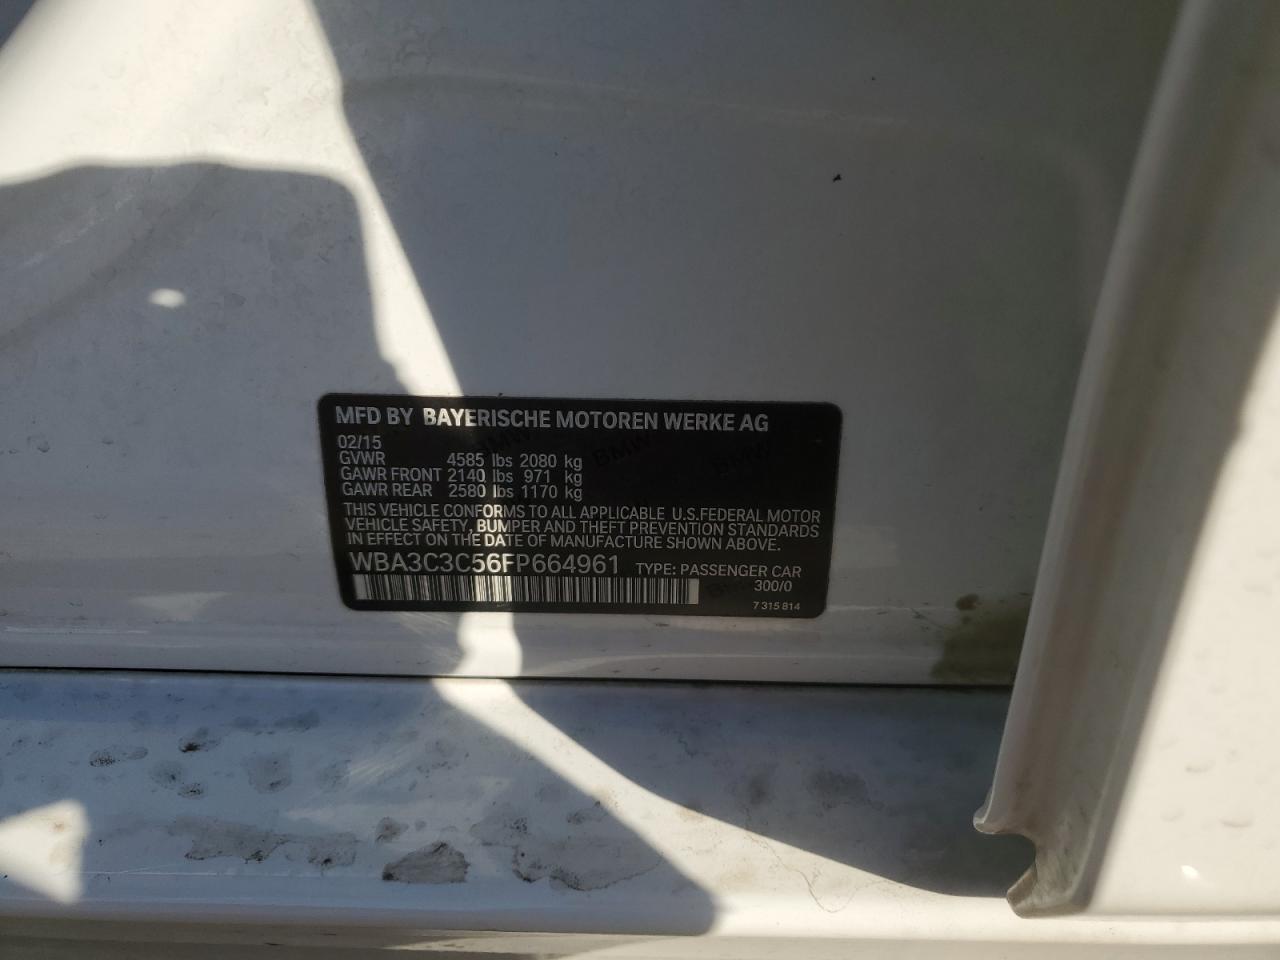 MFD BY BAYERISCHE MOTOREN WERKE AG
02/15
GVWR 4585 lbs 2080 kg
GAWR FRONT 2140 lbs 971 kg
GAWR REAR 2580 lbs 1170 kg
THIS VEHICLE CONFORMS TO ALL APPLICABLE U.S.FEDERAL MOTOR
VEHICLE SAFETY, BUMPER AND THEFT PREVENTION STANDARDS
IN EFFECT ON THE DATE OF MANUFACTURE SHOWN ABOVE.
WBA3C3C56FP664961 TYPE: PASSENGER CAR
300/0
7 315 814